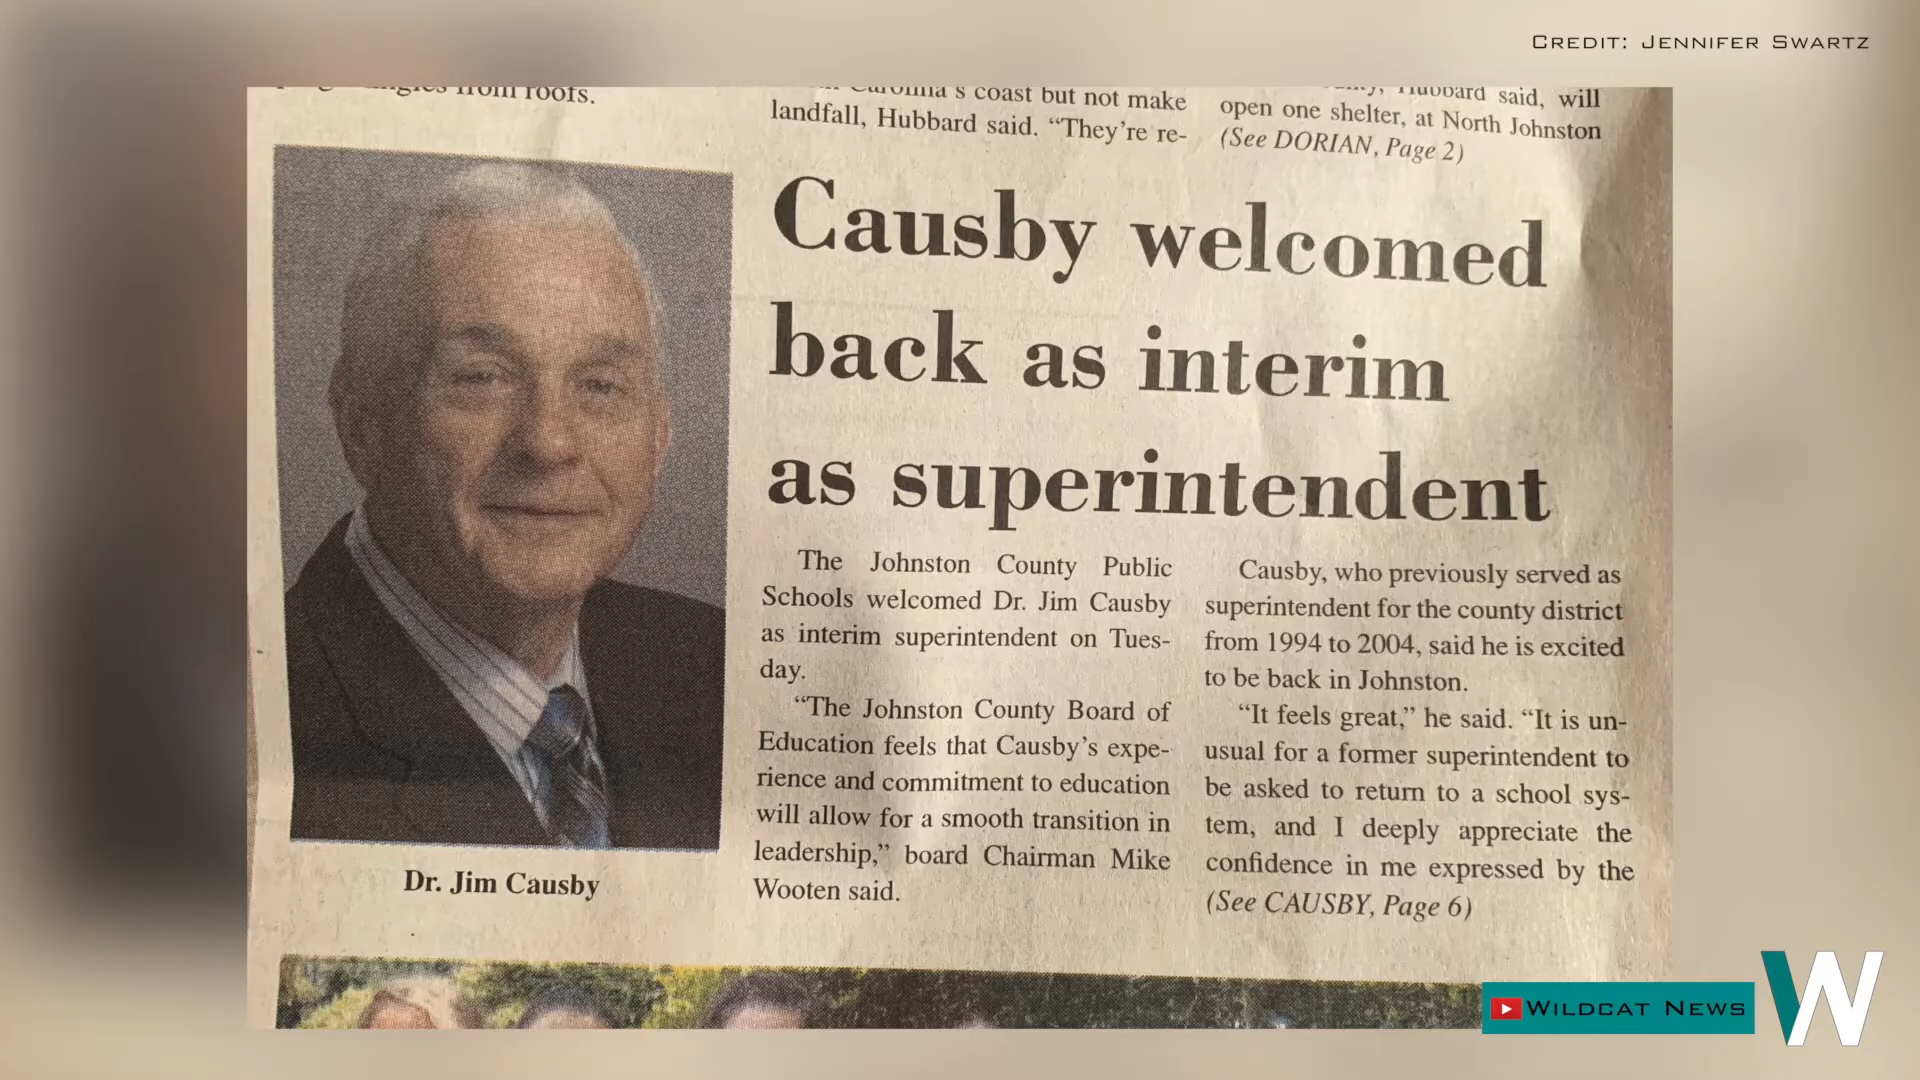 CREDIT: JENNIFER SWARTZ
from roofs.
coast but not make
landfall, Hubbard said. “They’re re-
Hubbard said, will
open one shelter, at North Johnston
(See DORIAN, Page 2)
Causby welcomed
back as interim
as superintendent
The Johnston County Public
Schools welcomed Dr. Jim Causby
as interim superintendent on Tues-
day.
“The Johnston County Board of
Education feels that Causby’s expe-
rience and commitment to education
will allow for a smooth transition in
leadership,” board Chairman Mike
Wooten said.
Causby, who previously served as
superintendent for the county district
from 1994 to 2004, said he is excited
to be back in Johnston.
“It feels great,” he said. “It is un-
usual for a former superintendent to
be asked to return to a school sys-
tem, and I deeply appreciate the
confidence in me expressed by the
(See CAUSBY, Page 6)
Dr. Jim Causby
WILDCAT NEWS
W